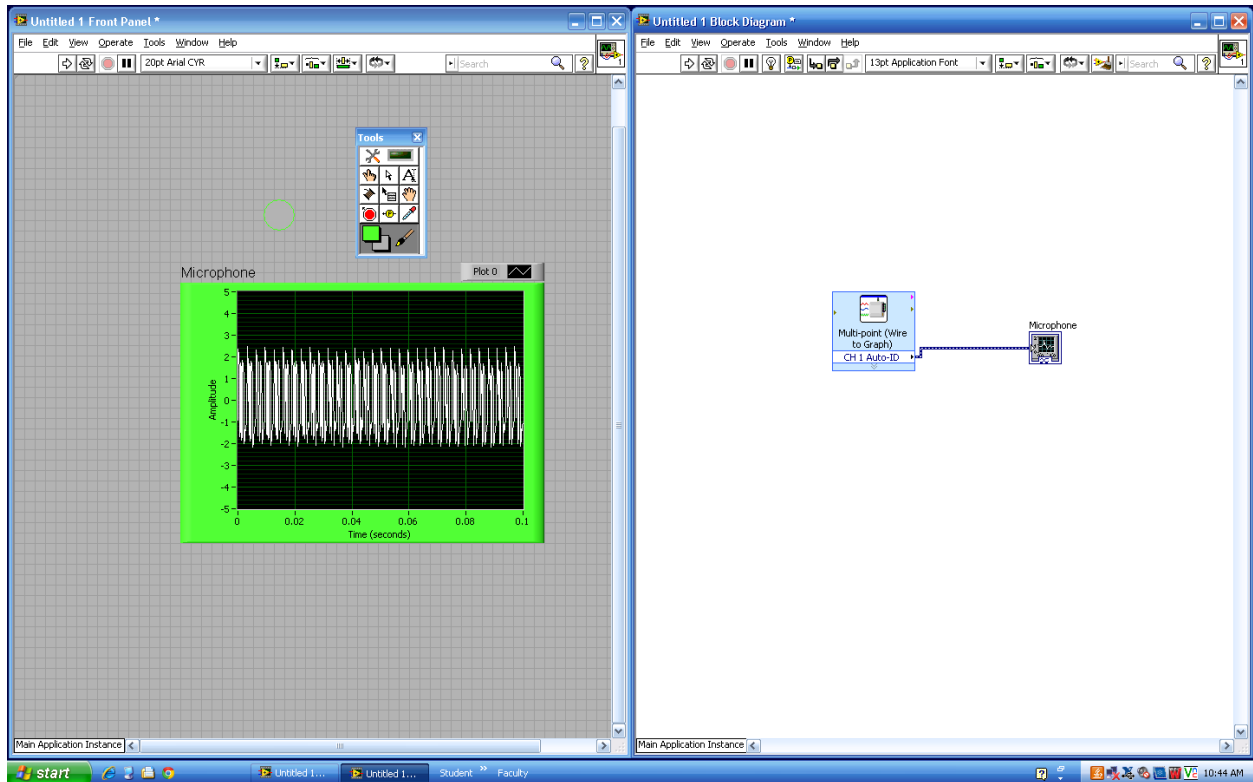 Untitled 1 Front Panel *
File Edit View Operate Tools Window Help
20pt Arial CYR
Search
?
1
Tools
A
P
Microphone
Plot 0
5
4
3
2
1
0
-1
-2
-3
-4
-5
Amplitude
0 0.02 0.04 0.06 0.08 0.1
Time (seconds)
Main Application Instance
Untitled 1 Block Diagram *
File Edit View Operate Tools Window Help
13pt Application Font
Search
?
1
Multi-point (Wire
to Graph)
CH 1 Auto-ID
Microphone
Main Application Instance
start
Untitled 1...
Untitled 1...
Student »
Faculty
?
10:44 AM